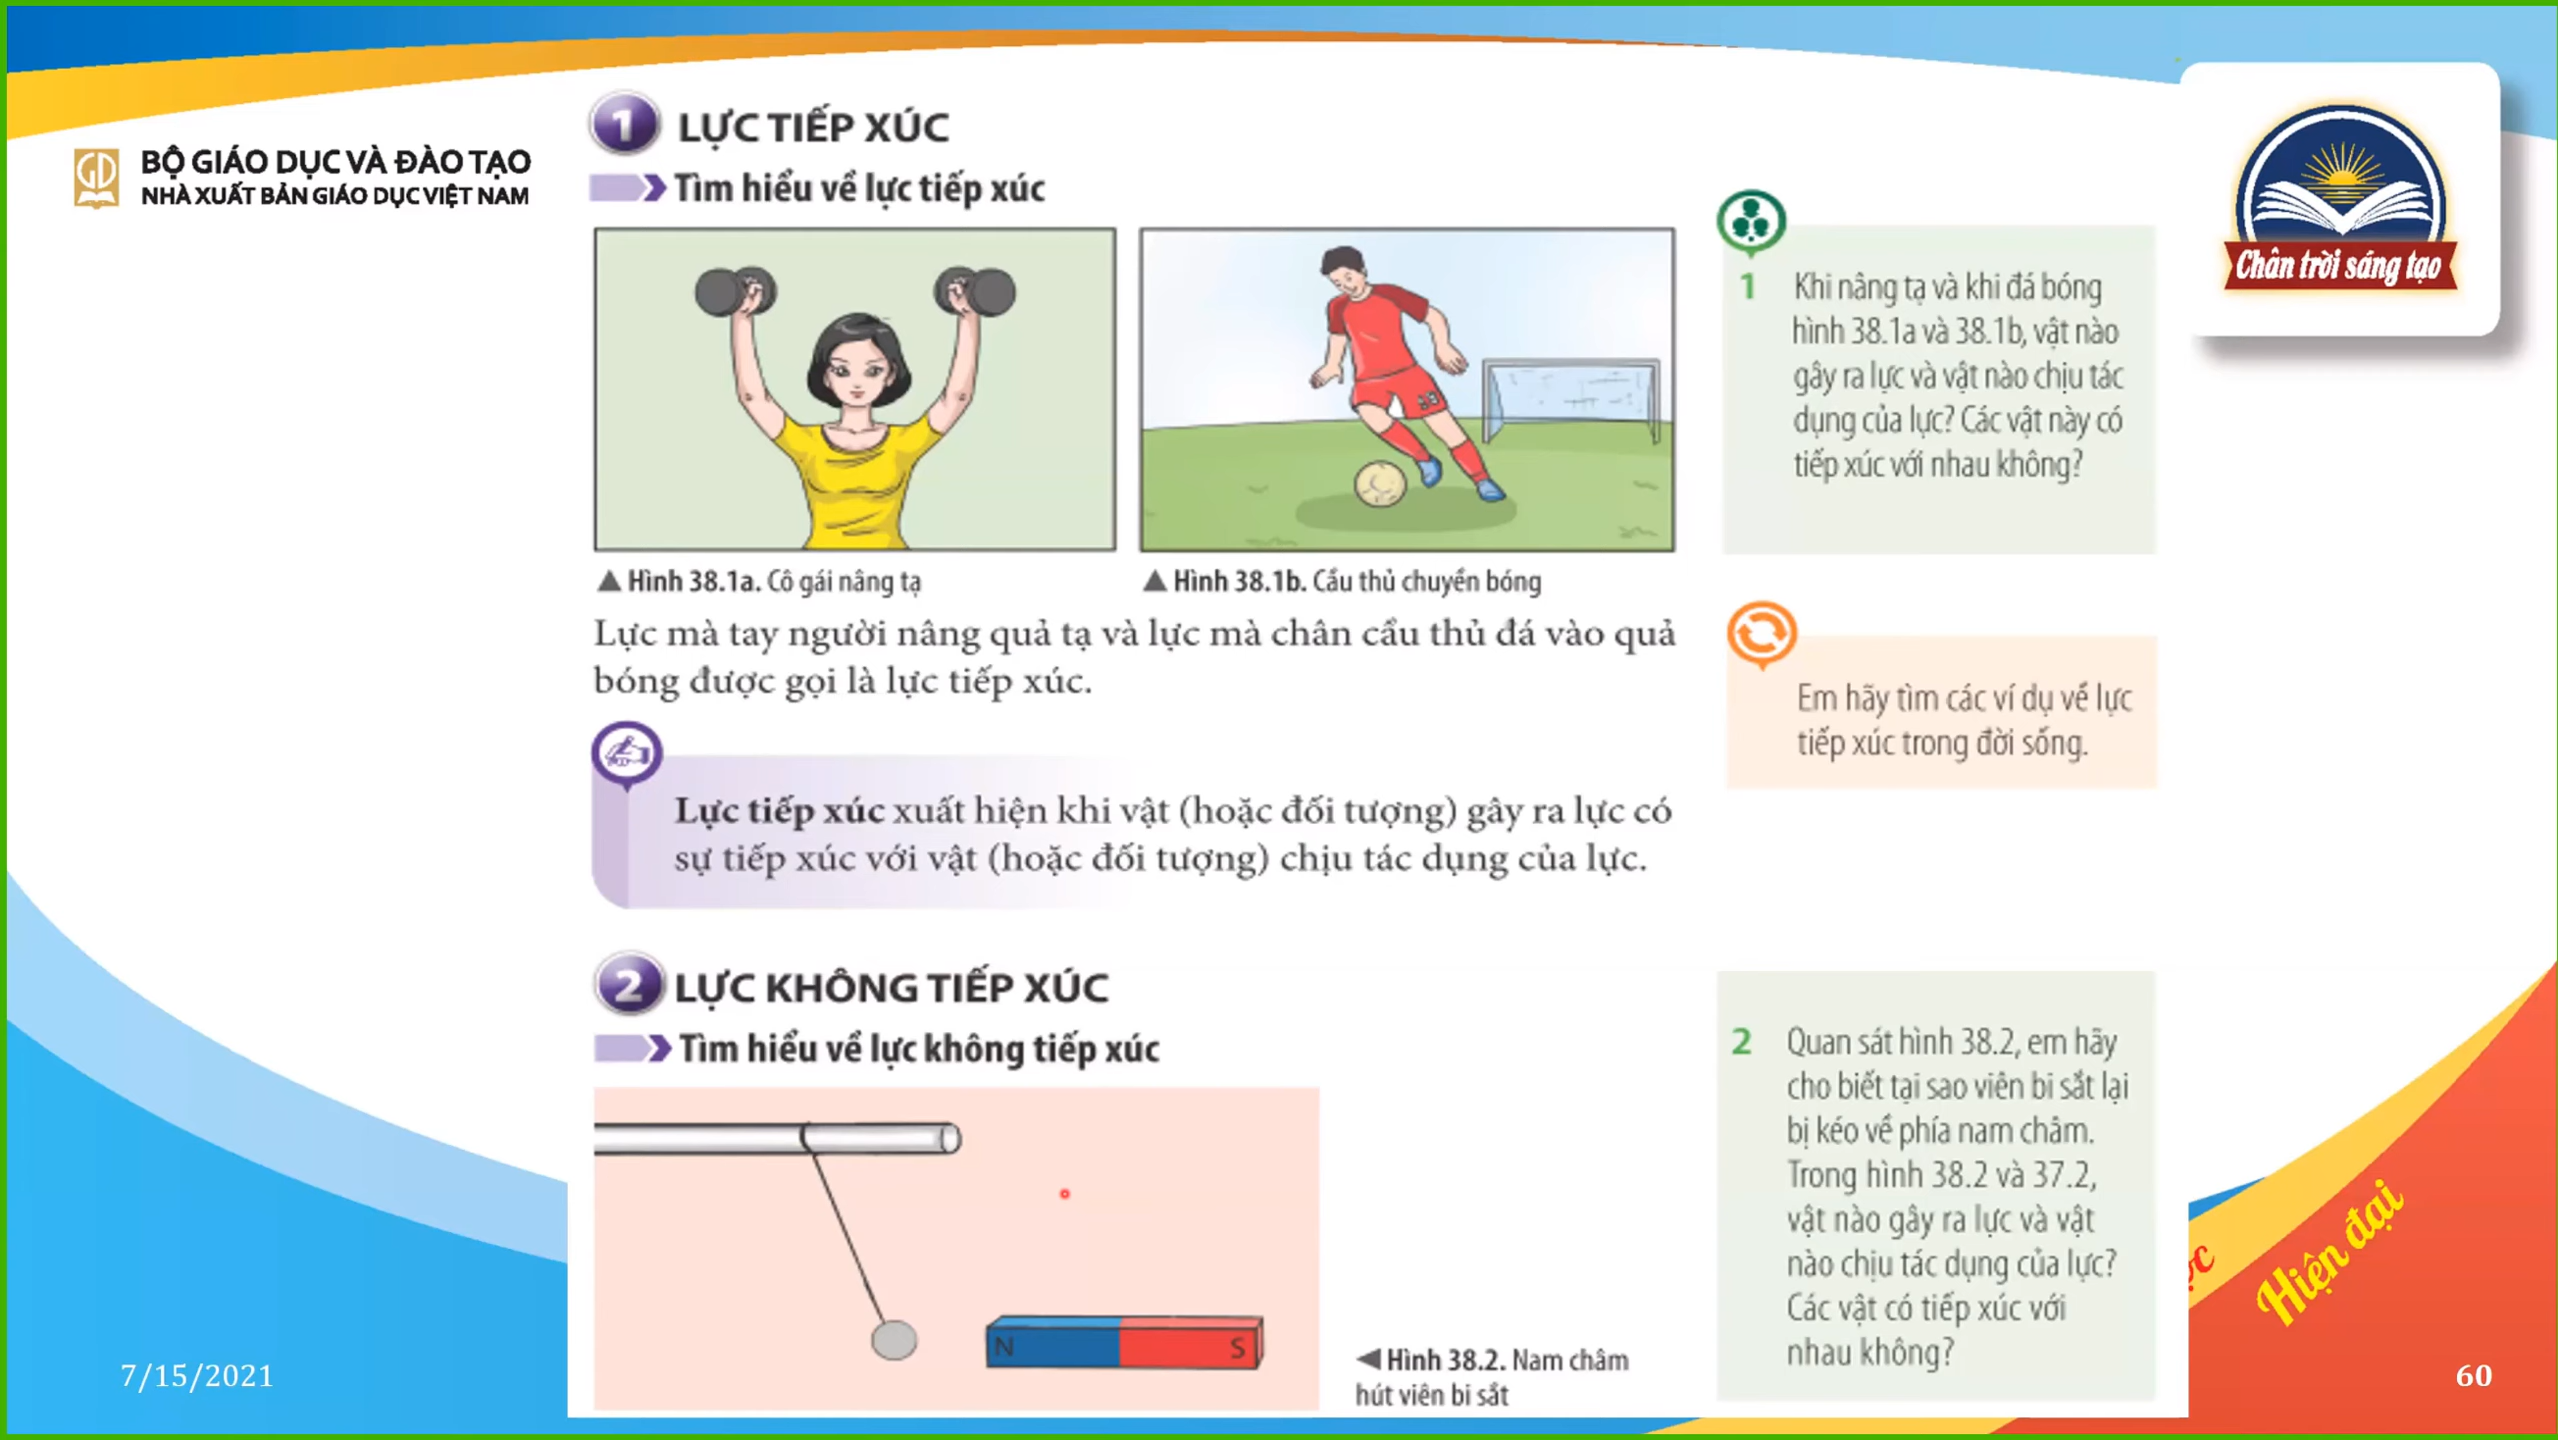 BỘ GIÁO DỤC VÀ ĐÀO TẠO
NHÀ XUẤT BẢN GIÁO DỤC VIỆT NAM
Chân trời sáng tạo
1 LỰC TIẾP XÚC
Tìm hiểu về lực tiếp xúc
Hình 38.1a. Cô gái nâng tạ
Hình 38.1b. Cầu thủ chuyền bóng
Lực mà tay người nâng quả tạ và lực mà chân cầu thủ đá vào quả
bóng được gọi là lực tiếp xúc.
Lực tiếp xúc xuất hiện khi vật (hoặc đối tượng) gây ra lực có
sự tiếp xúc với vật (hoặc đối tượng) chịu tác dụng của lực.
1 Khi nâng tạ và khi đá bóng
hình 38.1a và 38.1b, vật nào
gây ra lực và vật nào chịu tác
dụng của lực? Các vật này có
tiếp xúc với nhau không?
Em hãy tìm các ví dụ về lực
tiếp xúc trong đời sống.
2 LỰC KHÔNG TIẾP XÚC
Tìm hiểu về lực không tiếp xúc
N S
Hình 38.2. Nam châm
hút viên bi sắt
2 Quan sát hình 38.2, em hãy
cho biết tại sao viên bi sắt lại
bị kéo về phía nam châm.
Trong hình 38.2 và 37.2,
vật nào gây ra lực và vật
nào chịu tác dụng của lực?
Các vật có tiếp xúc với
nhau không?
Hiện đại
7/15/2021
60